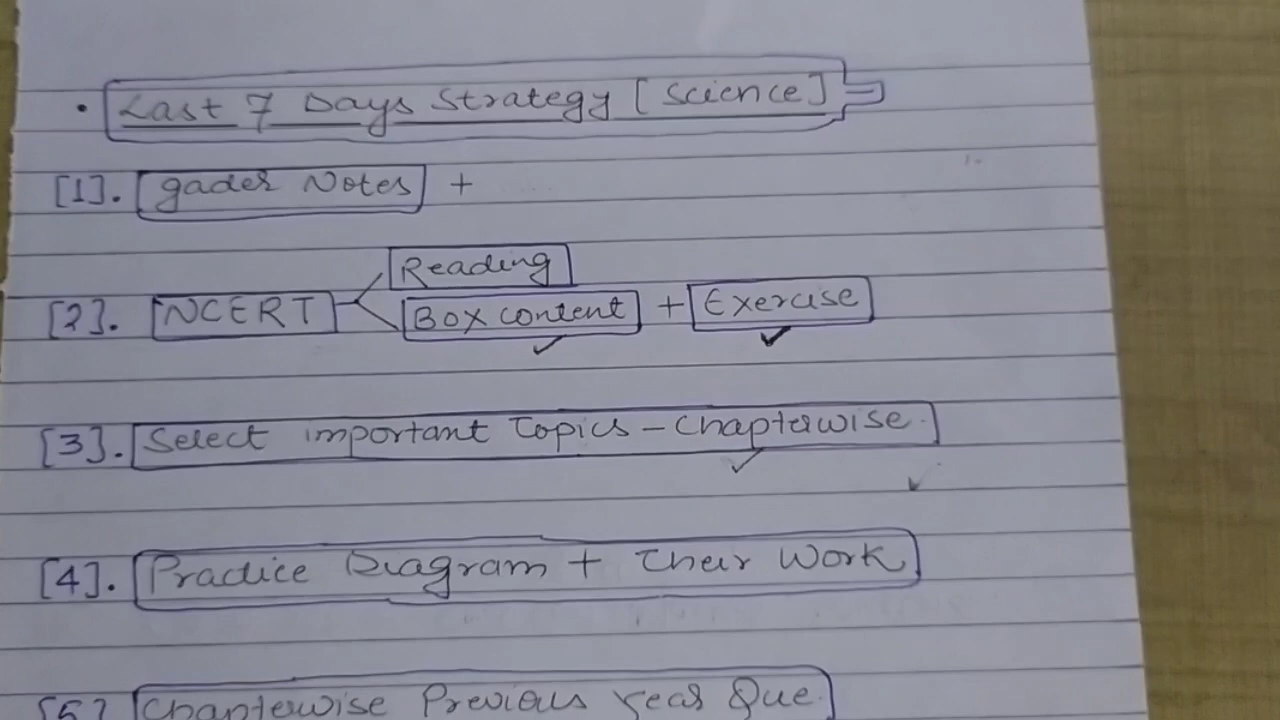 • Last 7 Days Strategy [Science]
[1]. gader Notes +
Reading
[2]. NCERT Box content + Exercise
[3]. Select important Topics - Chapterwise.
[4]. Practice Diagram + Their Work
[5] Chapterwise Previous year Que.